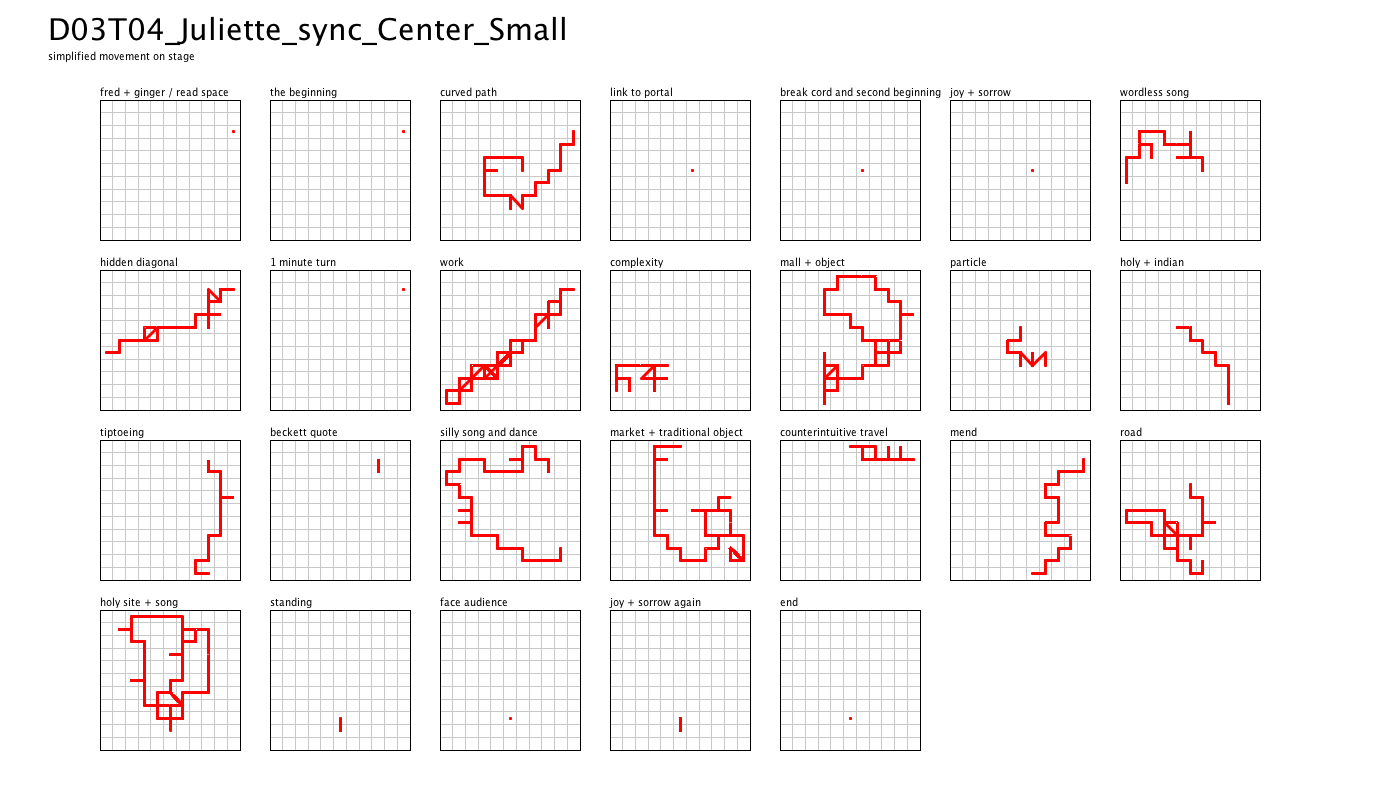 D03T04_Juliette_sync_Center_Small
simplified movement on stage
fred + ginger / read space
the beginning
curved path
link to portal
break cord and second beginning
joy + sorrow
wordless song
hidden diagonal
1 minute turn
work
complexity
mall + object
particle
holy + indian
tiptoeing
beckett quote
silly song and dance
market + traditional object
counterintuitive travel
mend
road
holy site + song
standing
face audience
joy + sorrow again
end